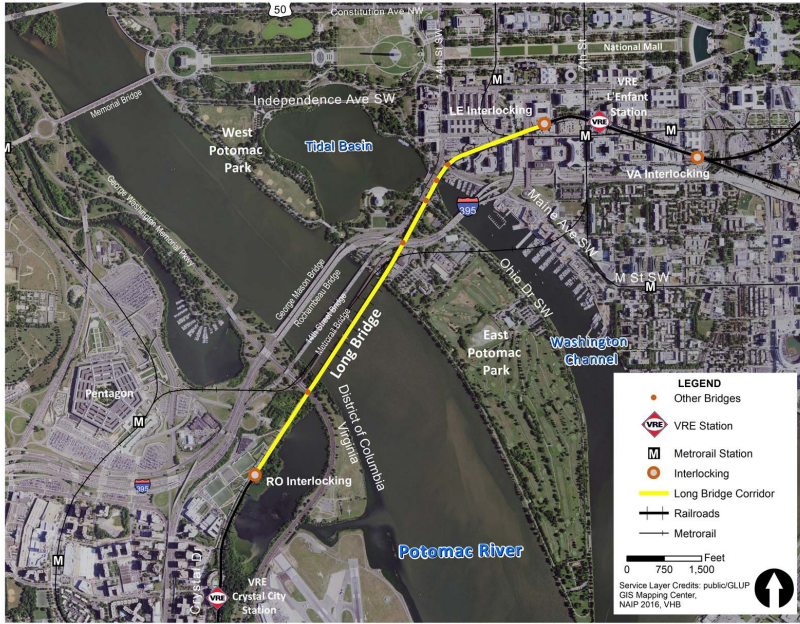 50
Constitution Ave NW
14th St SW
7th St
National Mall
M
Memorial Bridge
Independence Ave SW
LE Interlocking
VRE
L'Enfant
Station
VRE
M
M
West
Potomac
Park
Tidal Basin
VA Interlocking
M
George Washington Memorial Pkwy
395
Maine Ave SW
George Mason Bridge
Rochambeau Bridge
14th Street Bridge
Metrorail Bridge
Long Bridge
Ohio Dr SW
M St SW
M
East
Potomac
Park
Washington
Channel
Pentagon
M
District of Columbia
Virginia
395
RO Interlocking
M
Crystal Dr
VRE
VRE
Crystal City
Station
Potomac River
LEGEND
Other Bridges
VRE
VRE Station
M
Metrorail Station
Interlocking
Long Bridge Corridor
Railroads
Metrorail
Feet
0 750 1,500
Service Layer Credits: public/GLUP
GIS Mapping Center,
NAIP 2016, VHB